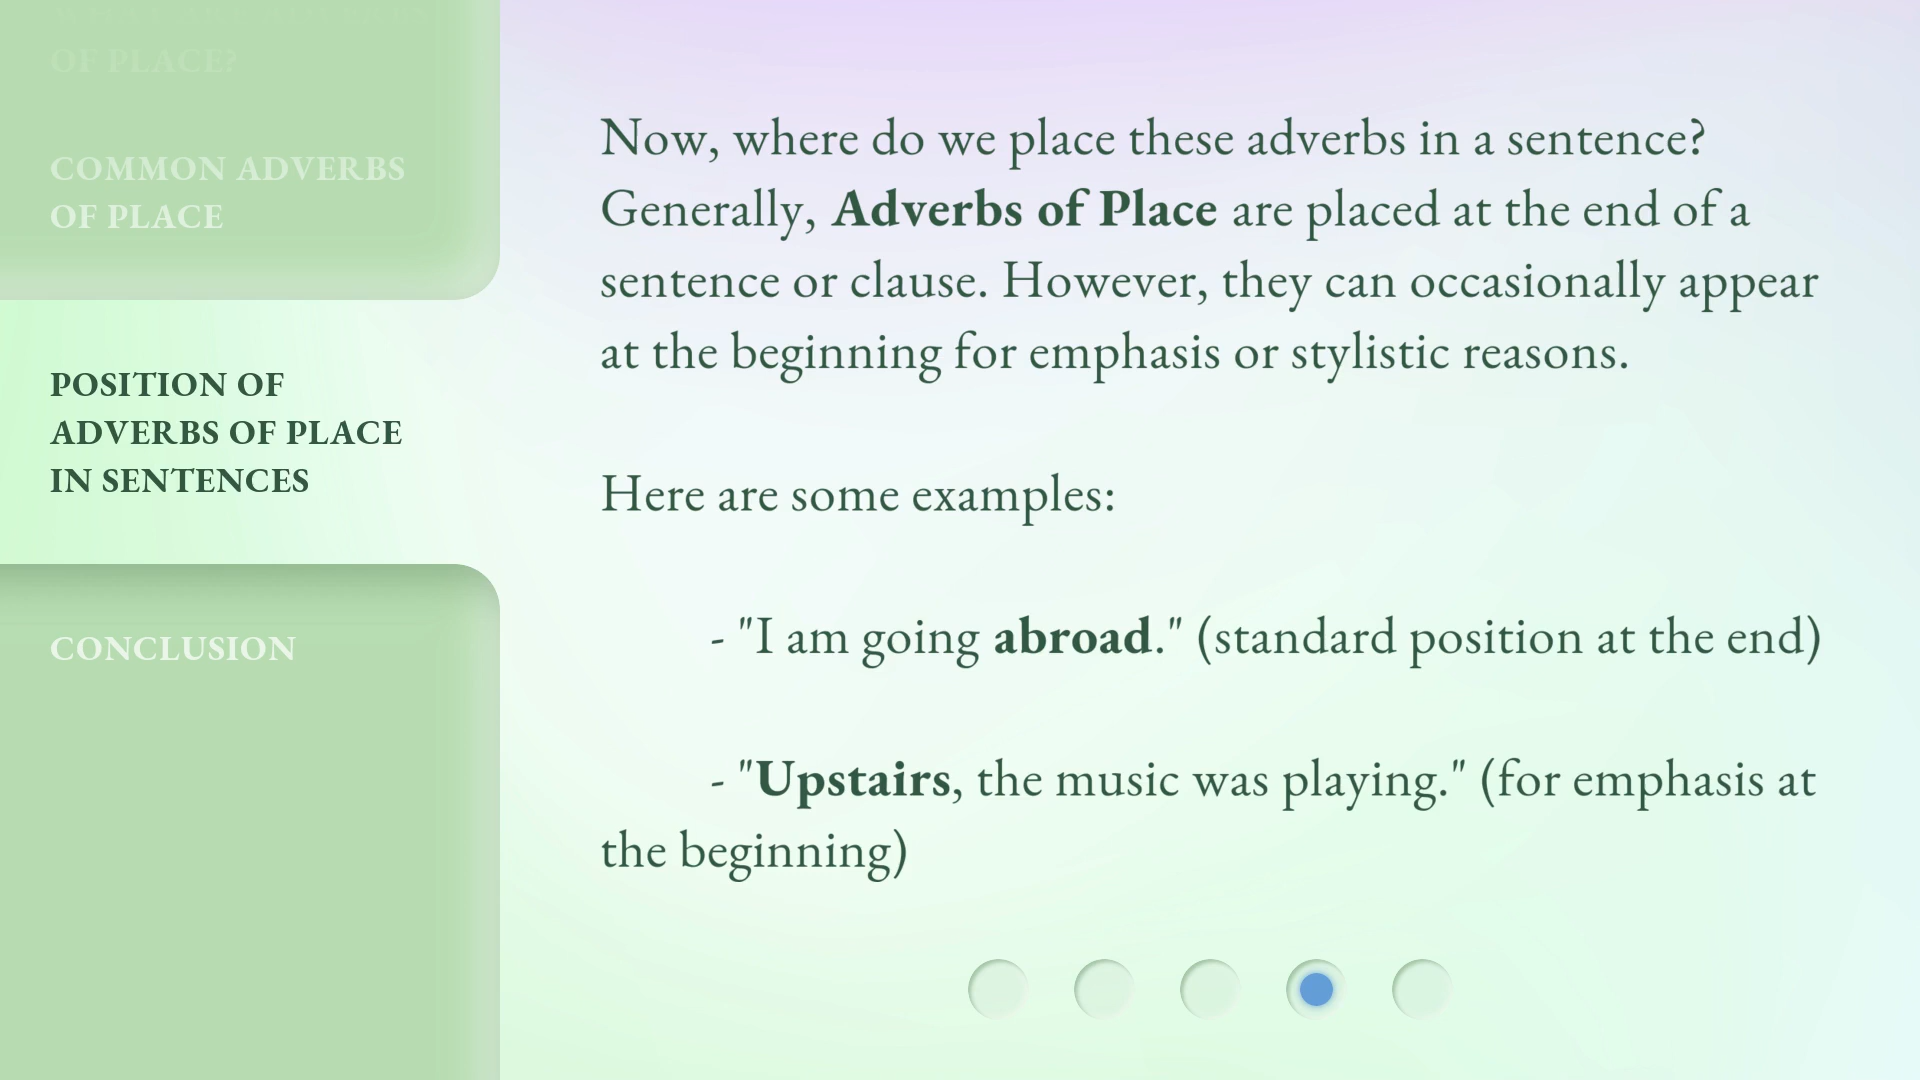 OF PLACE?
COMMON ADVERBS
OF PLACE
POSITION OF
ADVERBS OF PLACE
IN SENTENCES
CONCLUSION
Now, where do we place these adverbs in a sentence?
Generally, Adverbs of Place are placed at the end of a
sentence or clause. However, they can occasionally appear
at the beginning for emphasis or stylistic reasons.
Here are some examples:
- "I am going abroad." (standard position at the end)
- "Upstairs, the music was playing." (for emphasis at
the beginning)